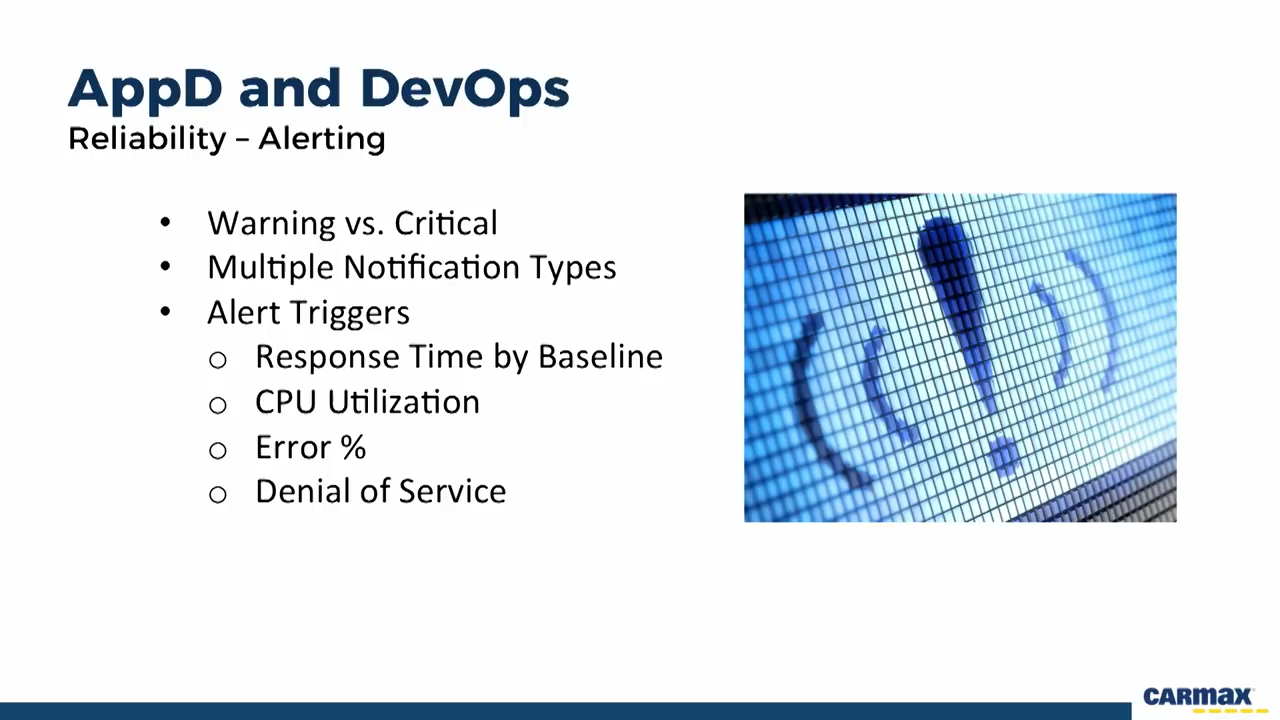 AppD and DevOps
Reliability – Alerting
• Warning vs. Critical
• Multiple Notification Types
• Alert Triggers
o Response Time by Baseline
o CPU Utilization
o Error %
o Denial of Service
CARMAX